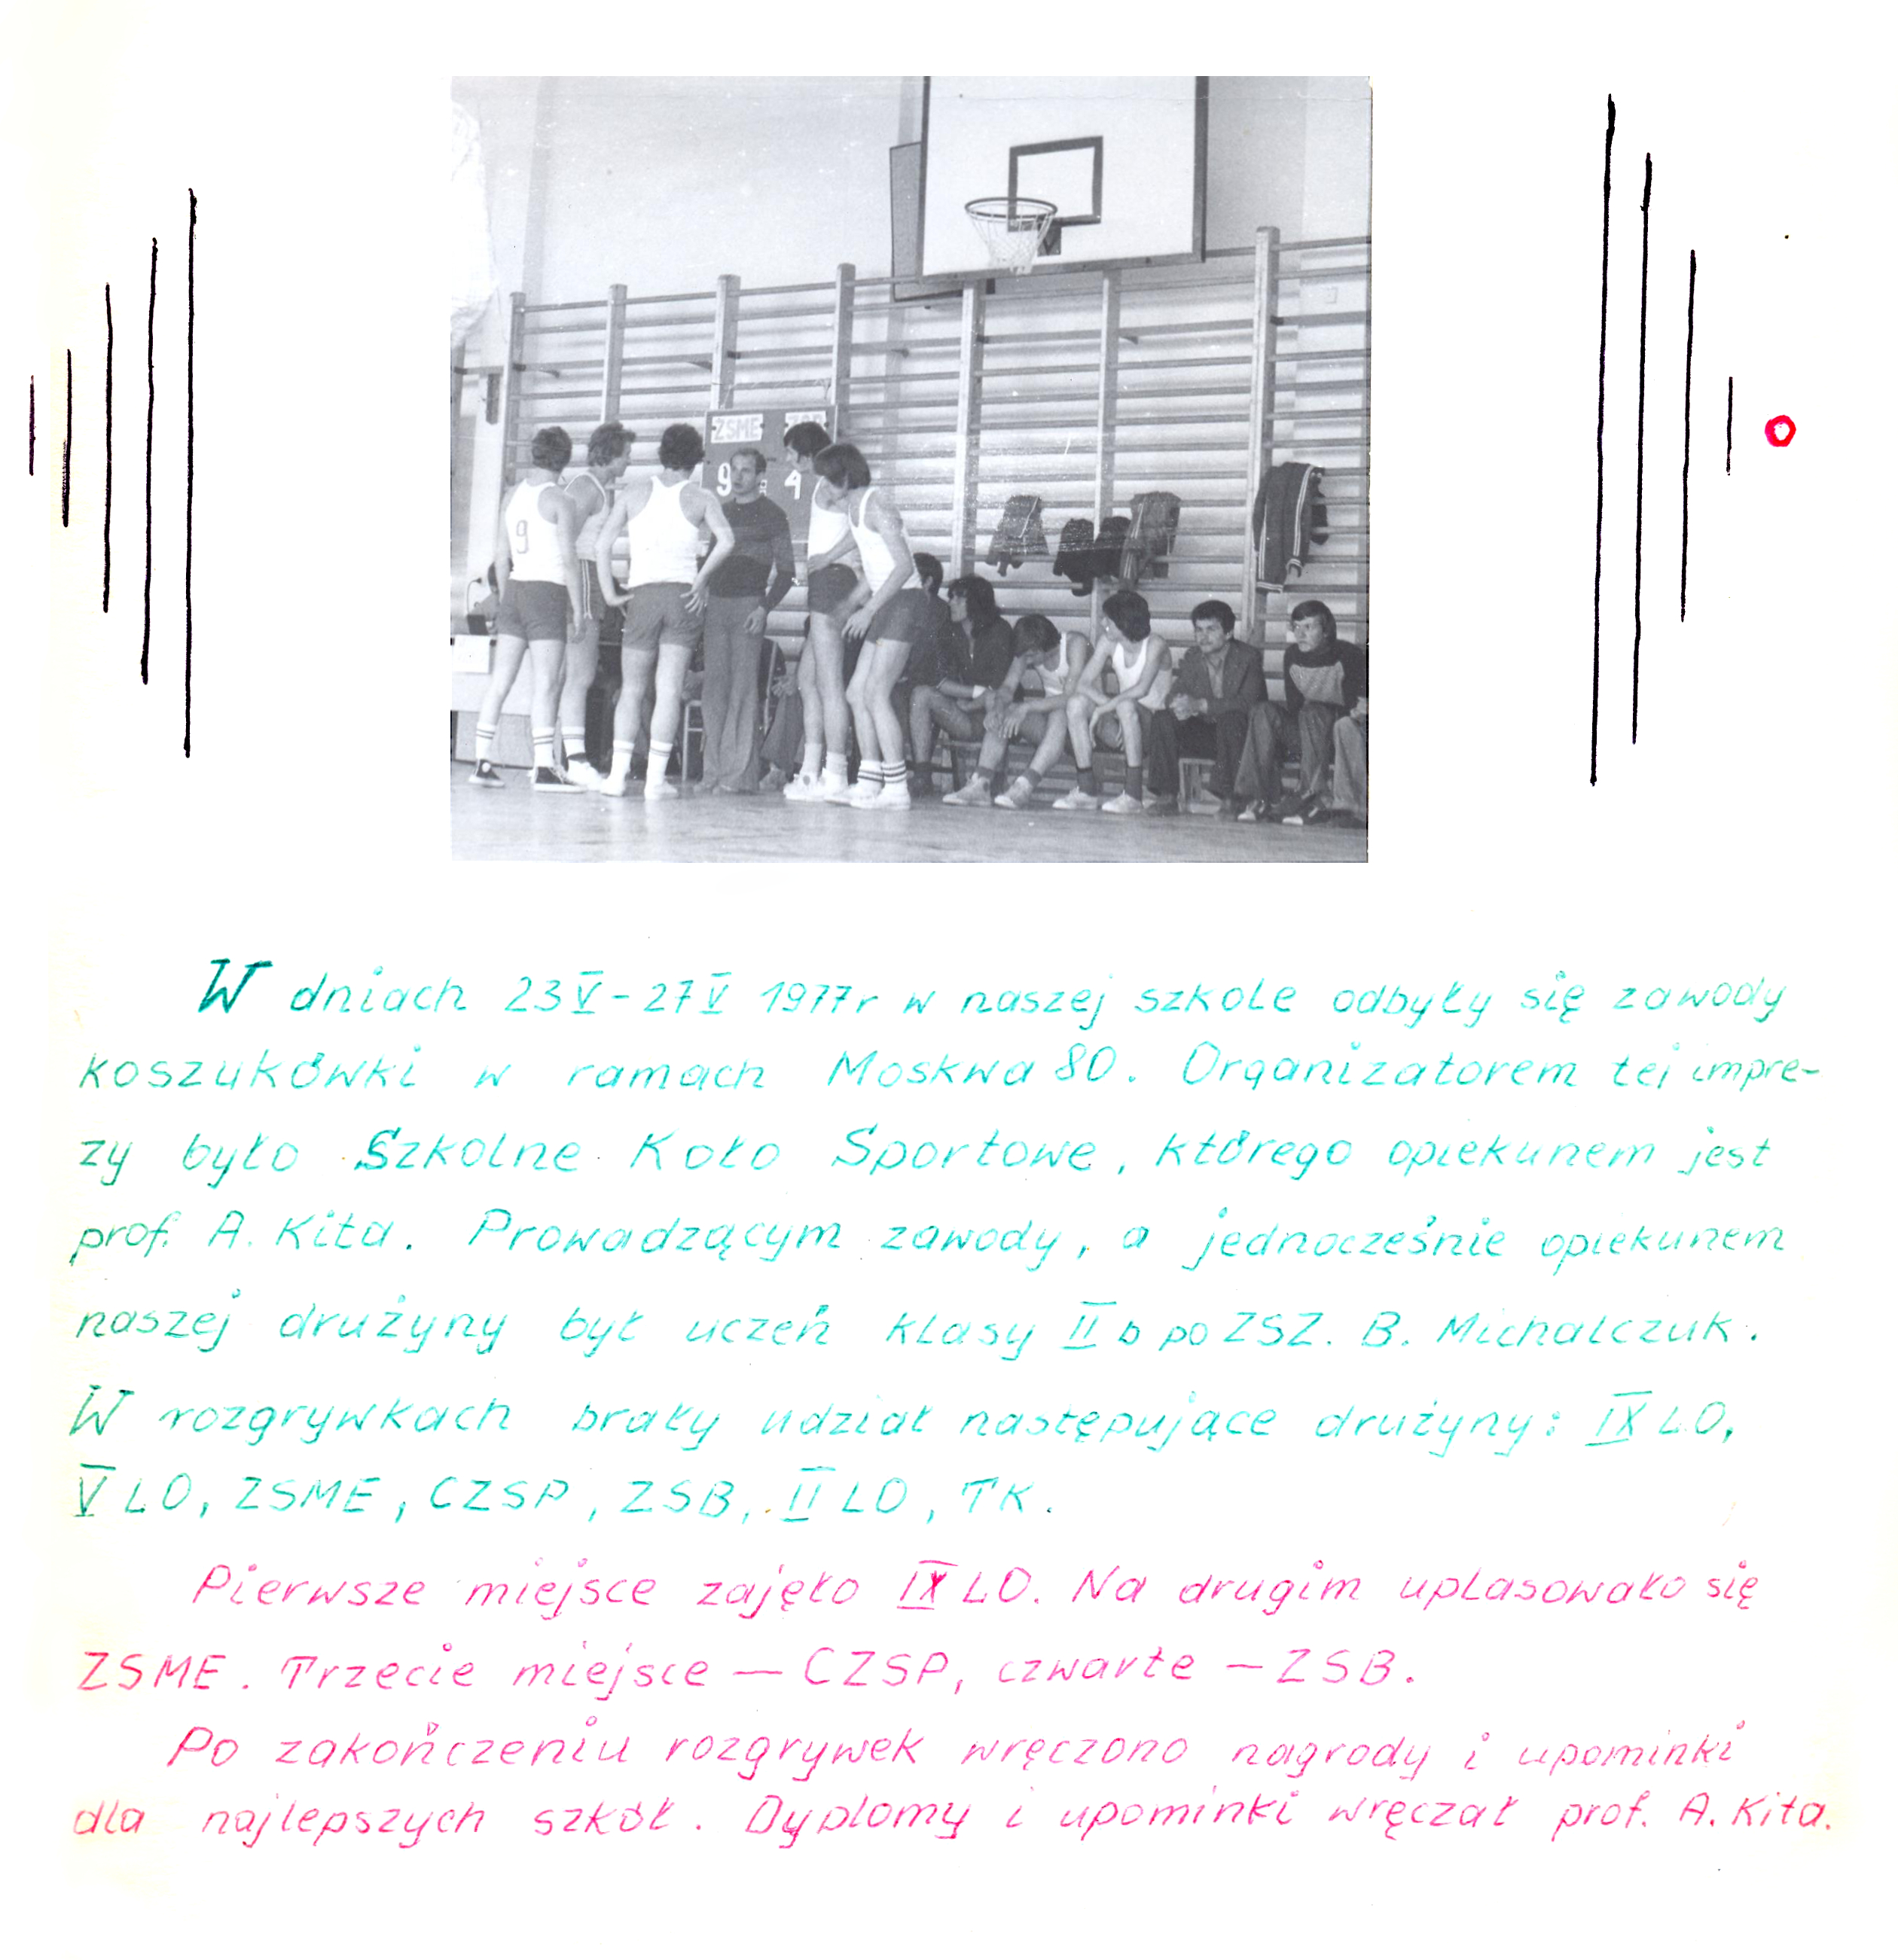 ZSME ZSB
9 4
9
W dniach 23 V - 27 V 1977r w naszej szkole odbyły się zawody
koszukówki w ramach Moskwa 80. Organizatorem tej impre-
zy było Szkolne Koło Sportowe, którego opiekunem jest
prof. A. Kita. Prowadzącym zawody, a jednocześnie opiekunem
naszej drużyny był uczeń klasy II b po ZSZ. B. Michalczuk.
W rozgrywkach brały udział następujące drużyny: IX LO,
V LO, ZSME, CZSP, ZSB, II LO, TK.
Pierwsze miejsce zajęło IX LO. Na drugim uplasowało się
ZSME. Trzecie miejsce — CZSP, czwarte — ZSB.
Po zakończeniu rozgrywek wręczono nagrody i upominki
dla najlepszych szkół. Dyplomy i upominki wręczał prof. A. Kita.